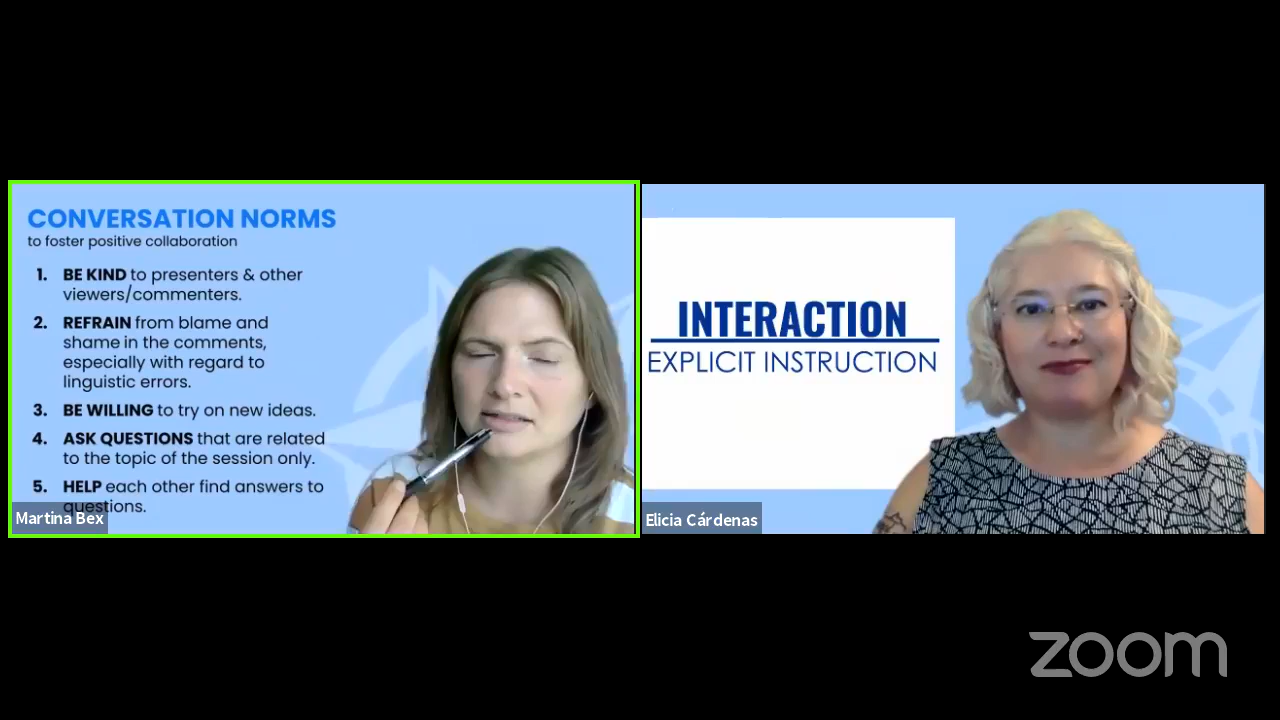 CONVERSATION NORMS
to foster positive collaboration
1. BE KIND to presenters & other
viewers/commenters.
2. REFRAIN from blame and
shame in the comments,
especially with regard to
linguistic errors.
3. BE WILLING to try on new ideas.
4. ASK QUESTIONS that are related
to the topic of the session only.
5. HELP each other find answers to
questions.
Martina Bex
INTERACTION
EXPLICIT INSTRUCTION
Elicia Cárdenas
zoom